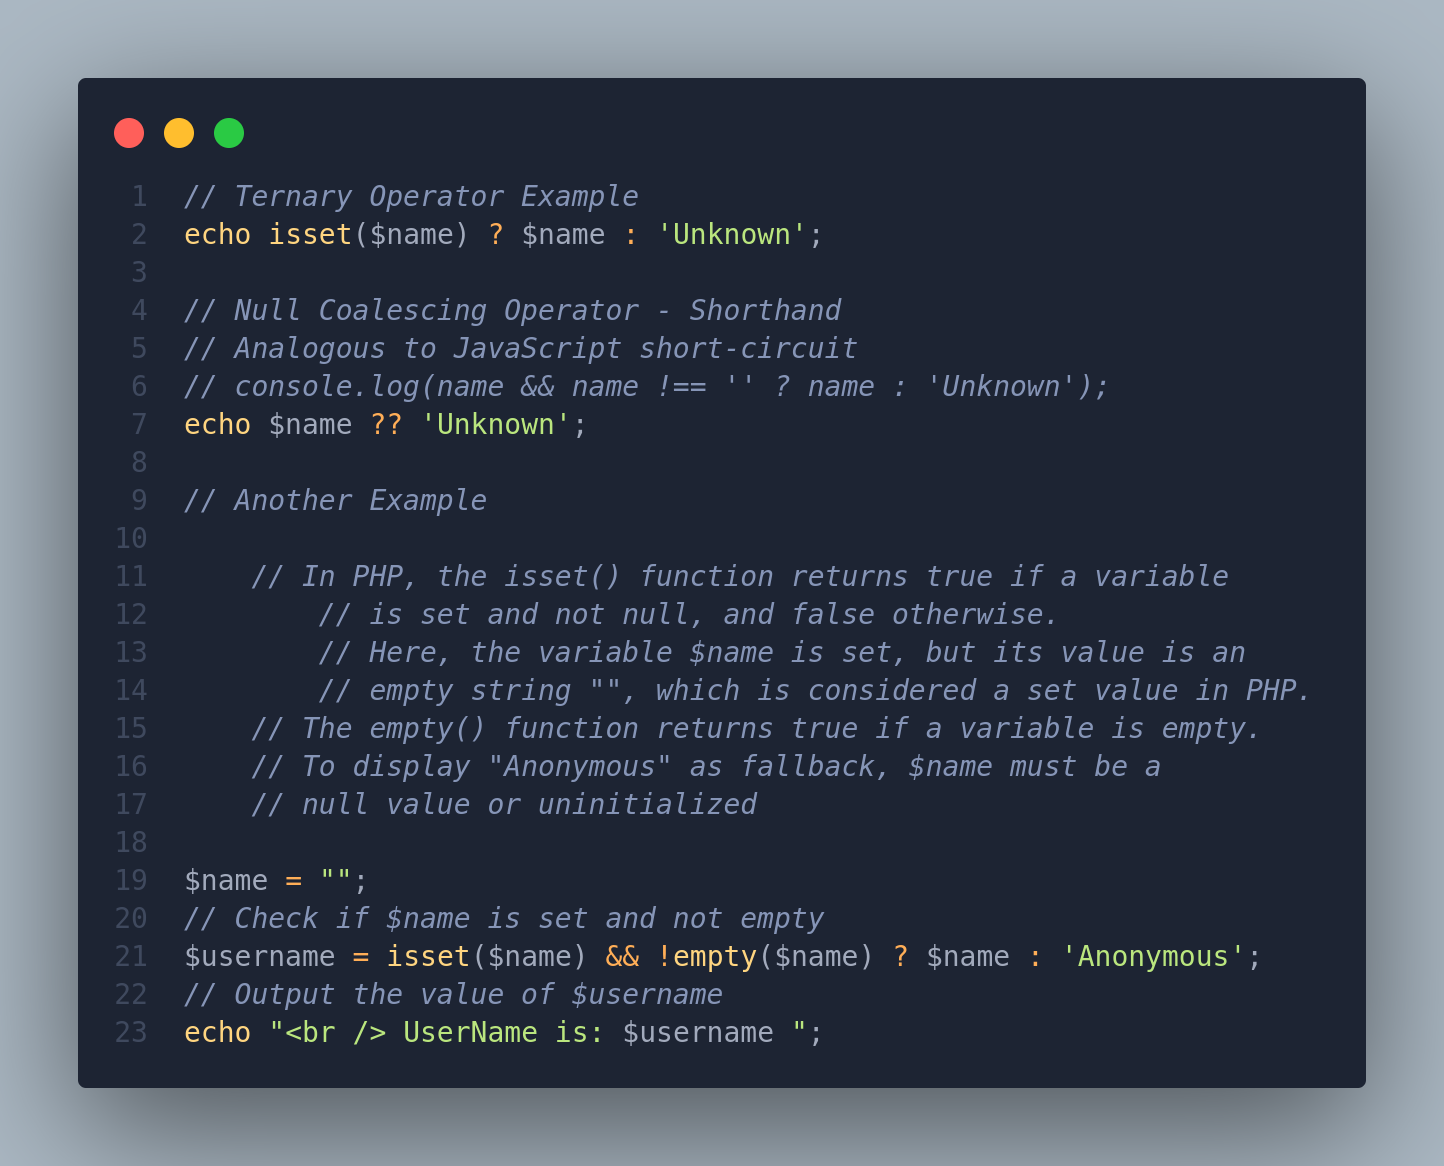 1 // Ternary Operator Example
2 echo isset($name) ? $name : 'Unknown';
3
4 // Null Coalescing Operator - Shorthand
5 // Analogous to JavaScript short-circuit
6 // console.log(name && name !== '' ? name : 'Unknown');
7 echo $name ?? 'Unknown';
8
9 // Another Example
10
11     // In PHP, the isset() function returns true if a variable
12         // is set and not null, and false otherwise.
13         // Here, the variable $name is set, but its value is an
14         // empty string "", which is considered a set value in PHP.
15     // The empty() function returns true if a variable is empty.
16     // To display "Anonymous" as fallback, $name must be a
17     // null value or uninitialized
18
19 $name = "";
20 // Check if $name is set and not empty
21 $username = isset($name) && !empty($name) ? $name : 'Anonymous';
22 // Output the value of $username
23 echo "<br /> UserName is: $username ";